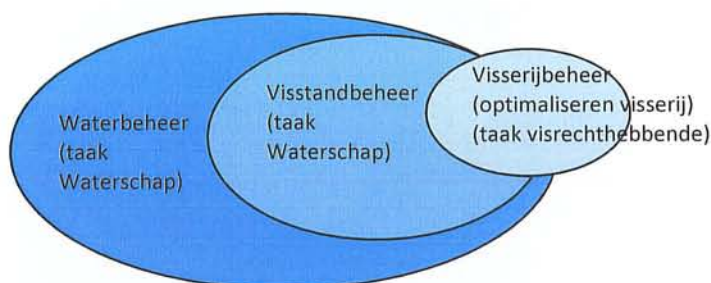 Waterbeheer
(taak
Waterschap)
Visstandbeheer
(taak
Waterschap)
Visserijbeheer
(optimaliseren visserij)
(taak visrechthebbende)